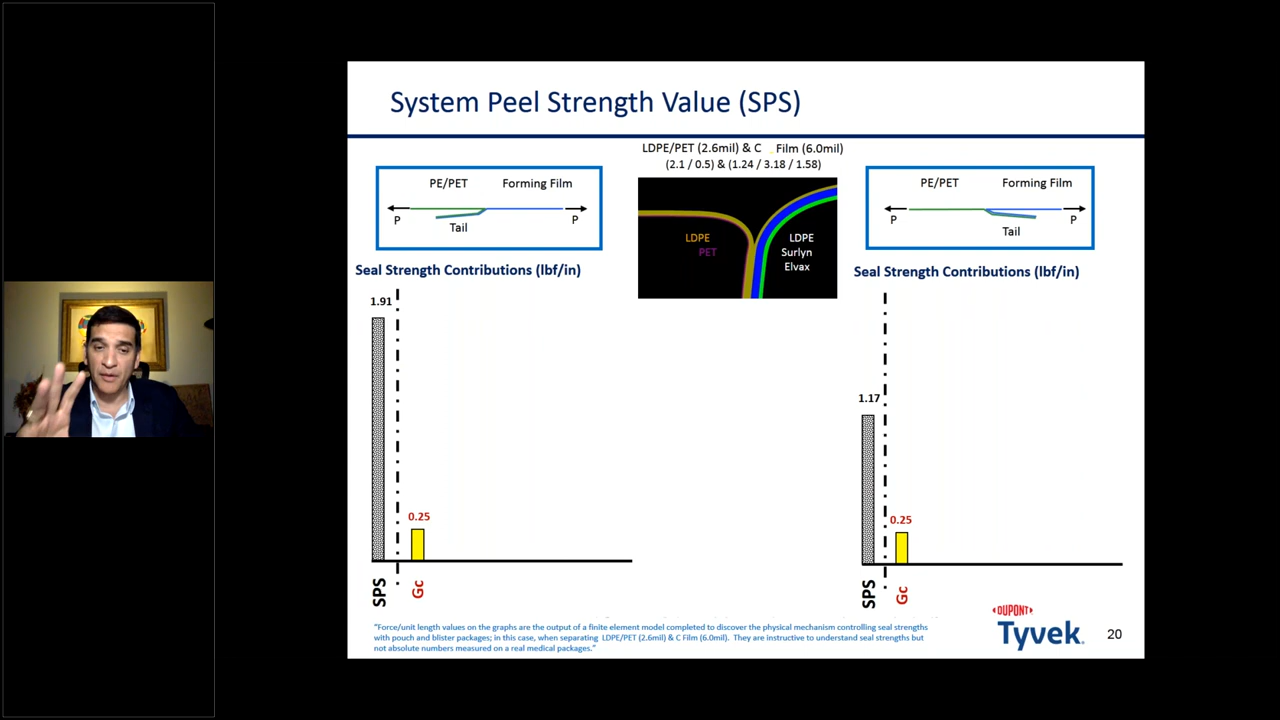 System Peel Strength Value (SPS)
LDPE/PET (2.6mil) & C Film (6.0mil)
(2.1 / 0.5) & (1.24 / 3.18 / 1.58)
PE/PET Forming Film
P P
Tail
LDPE
PET
LDPE
Surlyn
Elvax
PE/PET Forming Film
P P
Tail
Seal Strength Contributions (lbf/in)
1.91
0.25
SPS
Gc
Seal Strength Contributions (lbf/in)
1.17
0.25
SPS
Gc
"Force/unit length values on the graphs are the output of a finite element model completed to discover the physical mechanism controlling seal strengths
with pouch and blister packages; in this case, when separating LDPE/PET (2.6mil) & C Film (6.0mil). They are instructive to understand seal strengths but
not absolute numbers measured on a real medical packages."
DUPONT
Tyvek.
20